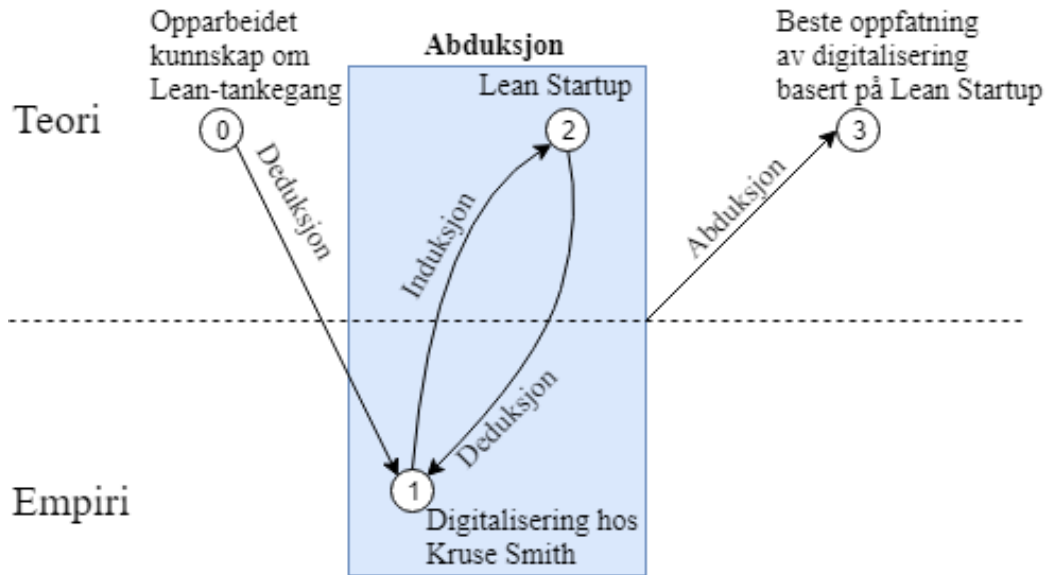 Opparbeidet
kunnskap om
Lean-tankegang
Abduksjon
Beste oppfatning
av digitalisering
basert på Lean Startup
Lean Startup
Teori
0
2
3
Deduksjon
Induksjon
Abduksjon
Deduksjon
Empiri
1
Digitalisering hos
Kruse Smith